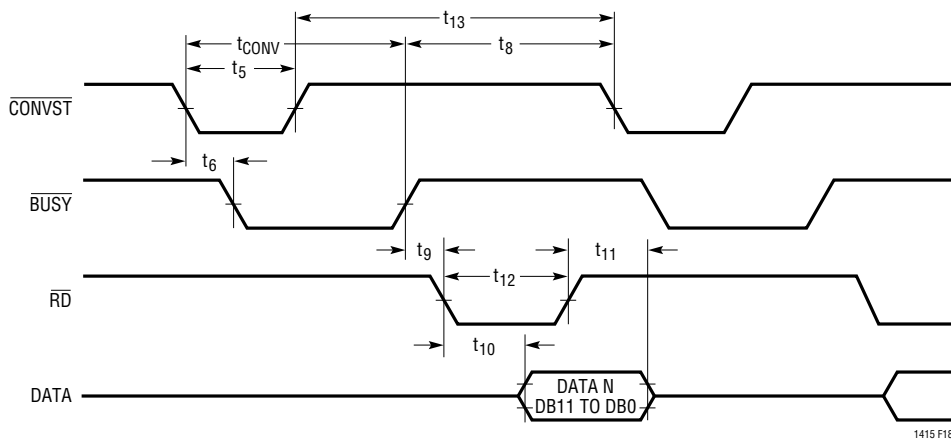 t13
tCONV
t8
t5
CONVST
t6
BUSY
t9
t11
t12
RD
t10
DATA
DATA N
DB11 TO DB0
1415 F18